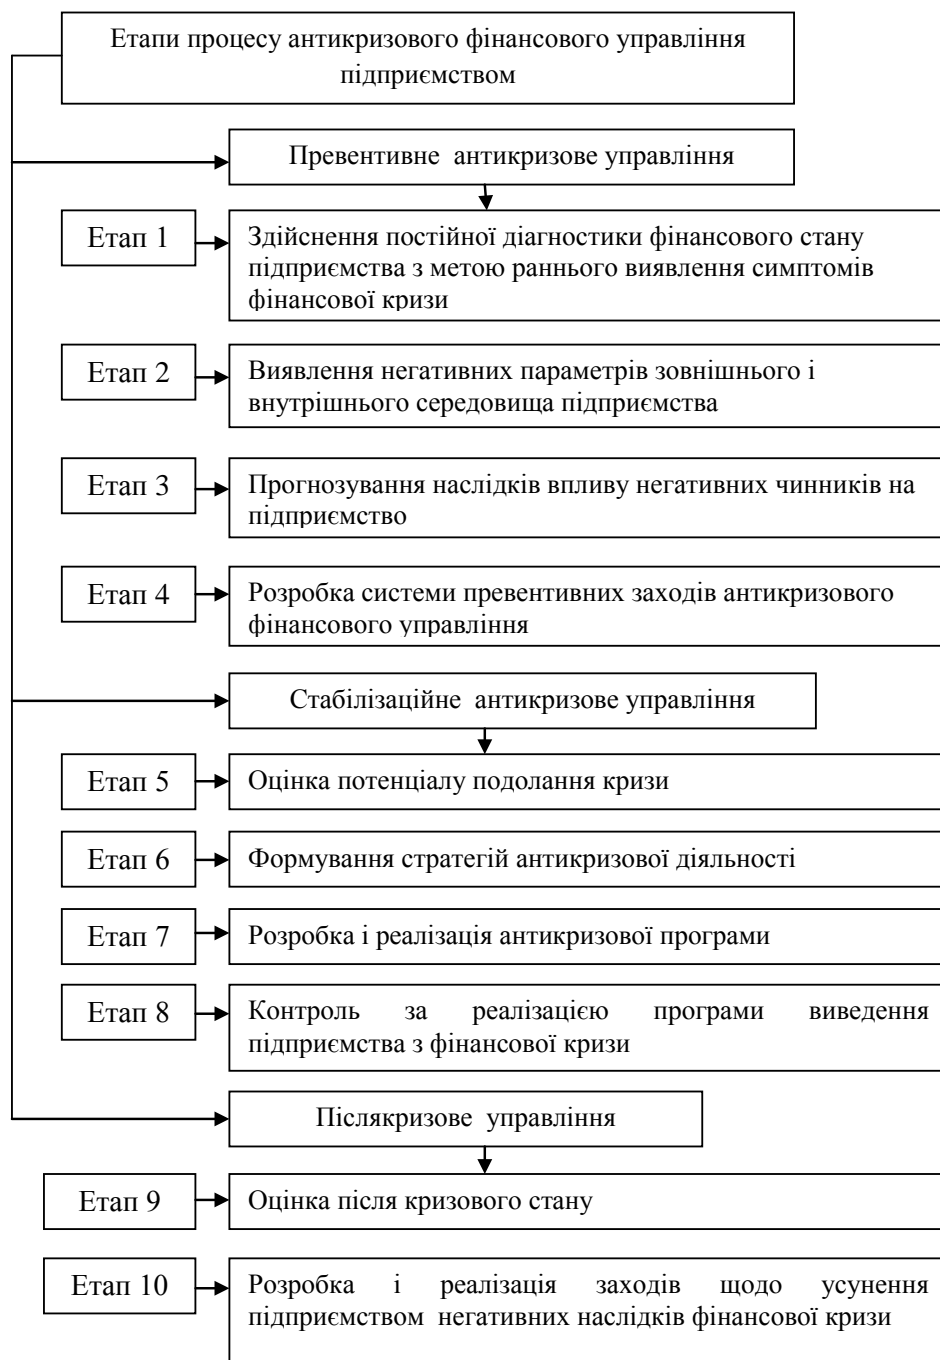 Етапи процесу антикризового фінансового управління
підприємством
Превентивне антикризове управління
Етап 1
Здійснення постійної діагностики фінансового стану
підприємства з метою раннього виявлення симптомів
фінансової кризи
Етап 2
Виявлення негативних параметрів зовнішнього і
внутрішнього середовища підприємства
Етап 3
Прогнозування наслідків впливу негативних чинників на
підприємство
Етап 4
Розробка системи превентивних заходів антикризового
фінансового управління
Стабілізаційне антикризове управління
Етап 5
Оцінка потенціалу подолання кризи
Етап 6
Формування стратегій антикризової діяльності
Етап 7
Розробка і реалізація антикризової програми
Етап 8
Контроль за реалізацією програми виведення
підприємства з фінансової кризи
Післякризове управління
Етап 9
Оцінка після кризового стану
Етап 10
Розробка і реалізація заходів щодо усунення
підприємством негативних наслідків фінансової кризи